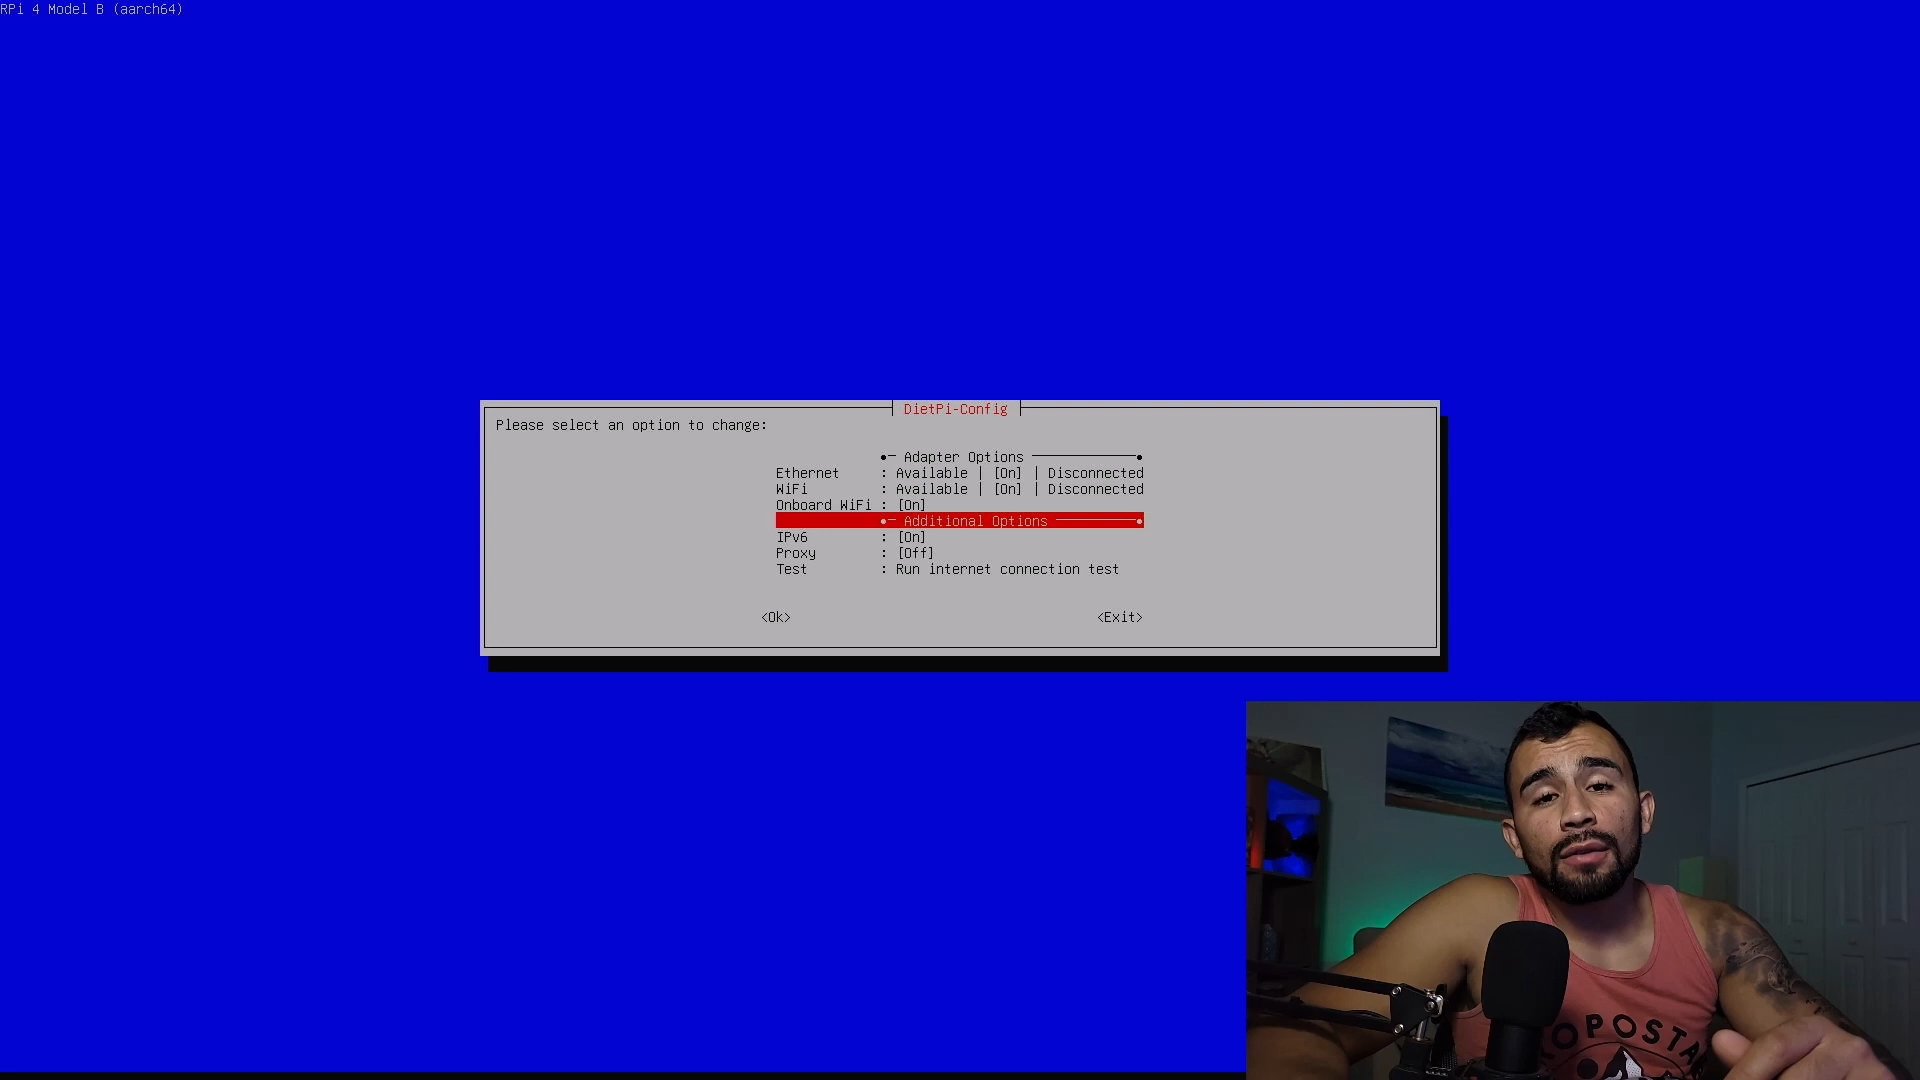 RPi 4 Model B (aarch64)
DietPi-Config
Please select an option to change:
●─ Adapter Options ─────────────●
Ethernet : Available | [On] | Disconnected
WiFi : Available | [On] | Disconnected
Onboard WiFi : [On]
●─ Additional Options ──────────●
IPv6 : [On]
Proxy : [Off]
Test : Run internet connection test
<Ok> <Exit>